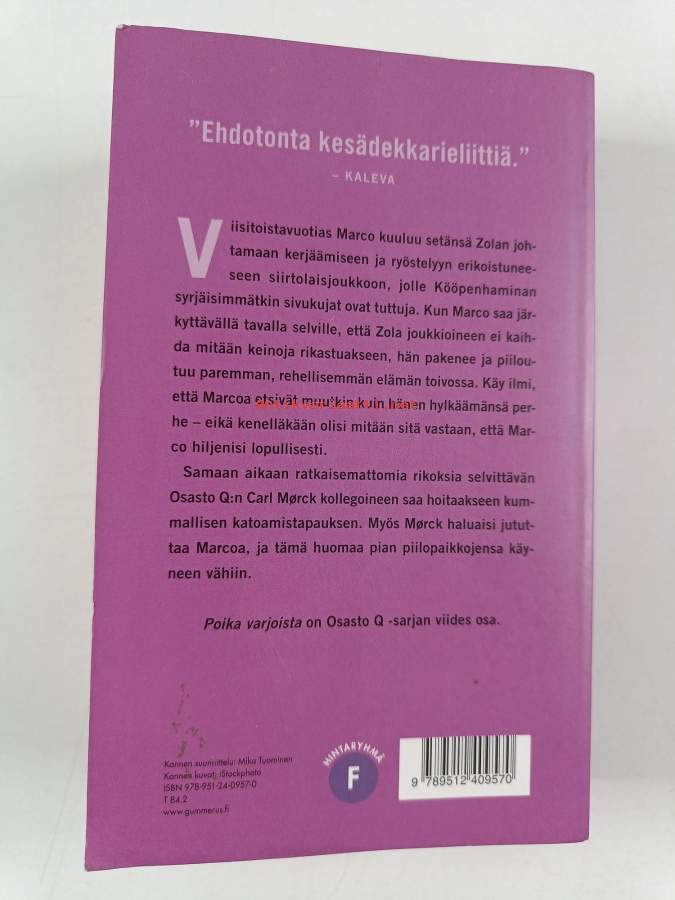 "Ehdotonta kesädekkarieliittiä."
– KALEVA
Viisitoistavuotias Marco kuuluu setänsä Zolan joh-
tamaan kerjäämiseen ja ryöstelyyn erikoistunee-
seen siirtolaisjoukkoon, jolle Kööpenhaminan
syrjäisimmätkin sivukujat ovat tuttuja. Kun Marco saa jär-
kyttävällä tavalla selville, että Zola joukkioineen ei kaih-
da mitään keinoja rikastuakseen, hän pakenee ja piilou-
tuu paremman, rehellisemmän elämän toivossa. Käy ilmi,
että Marcoa etsivät muutkin kuin hänen hylkäämänsä per-
he – eikä kenelläkään olisi mitään sitä vastaan, että Mar-
co hiljenisi lopullisesti.
Samaan aikaan ratkaisemattomia rikoksia selvittävän
Osasto Q:n Carl Mørck kollegoineen saa hoitaakseen kum-
mallisen katoamistapauksen. Myös Mørck haluaisi jutut-
taa Marcoa, ja tämä huomaa pian piilopaikkojensa käy-
neen vähiin.
Poika varjoista on Osasto Q -sarjan viides osa.
Kannen suunnittelu: Mika Tuominen
Kannen kuvat: iStockphoto
ISBN 978-951-24-0957-0
T 84.2
www.gummerus.fi
HINTARYHMÄ
F
9 789512 409570